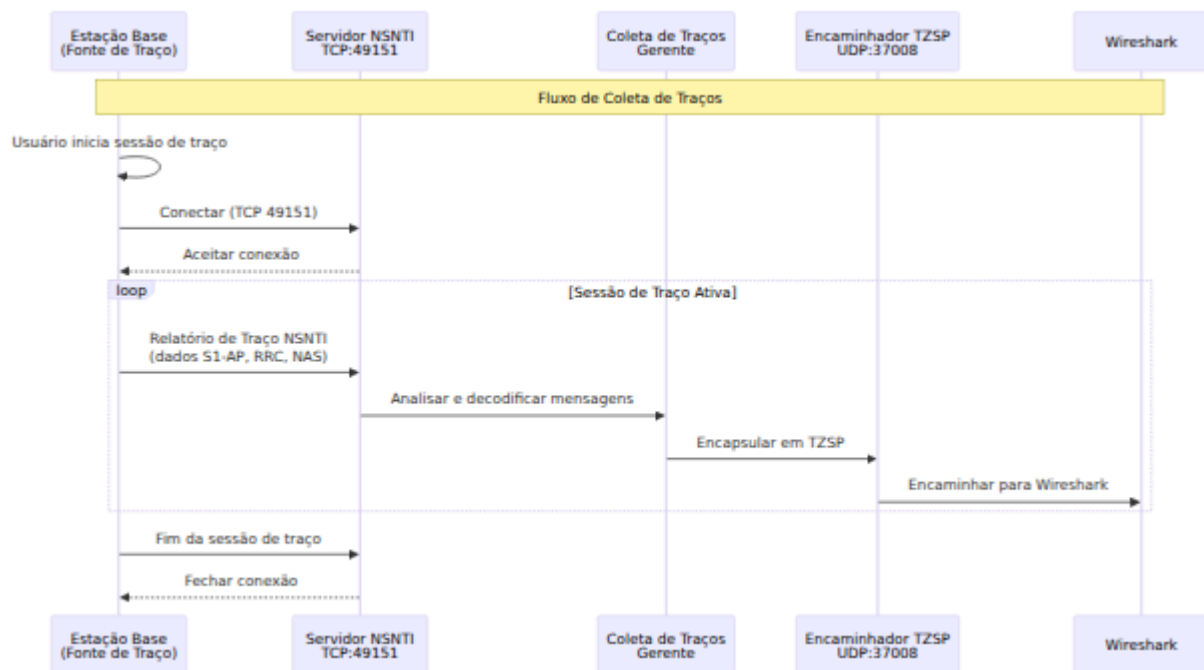 Estação Base
(Fonte de Traço)
Servidor NSNTI
TCP:49151
Coleta de Traços
Gerente
Encaminhador TZSP
UDP:37008
Wireshark
Fluxo de Coleta de Traços
Usuário inicia sessão de traço
Conectar (TCP 49151)
Aceitar conexão
loop
[Sessão de Traço Ativa]
Relatório de Traço NSNTI
(dados S1-AP, RRC, NAS)
Analisar e decodificar mensagens
Encapsular em TZSP
Encaminhar para Wireshark
Fim da sessão de traço
Fechar conexão
Estação Base
(Fonte de Traço)
Servidor NSNTI
TCP:49151
Coleta de Traços
Gerente
Encaminhador TZSP
UDP:37008
Wireshark